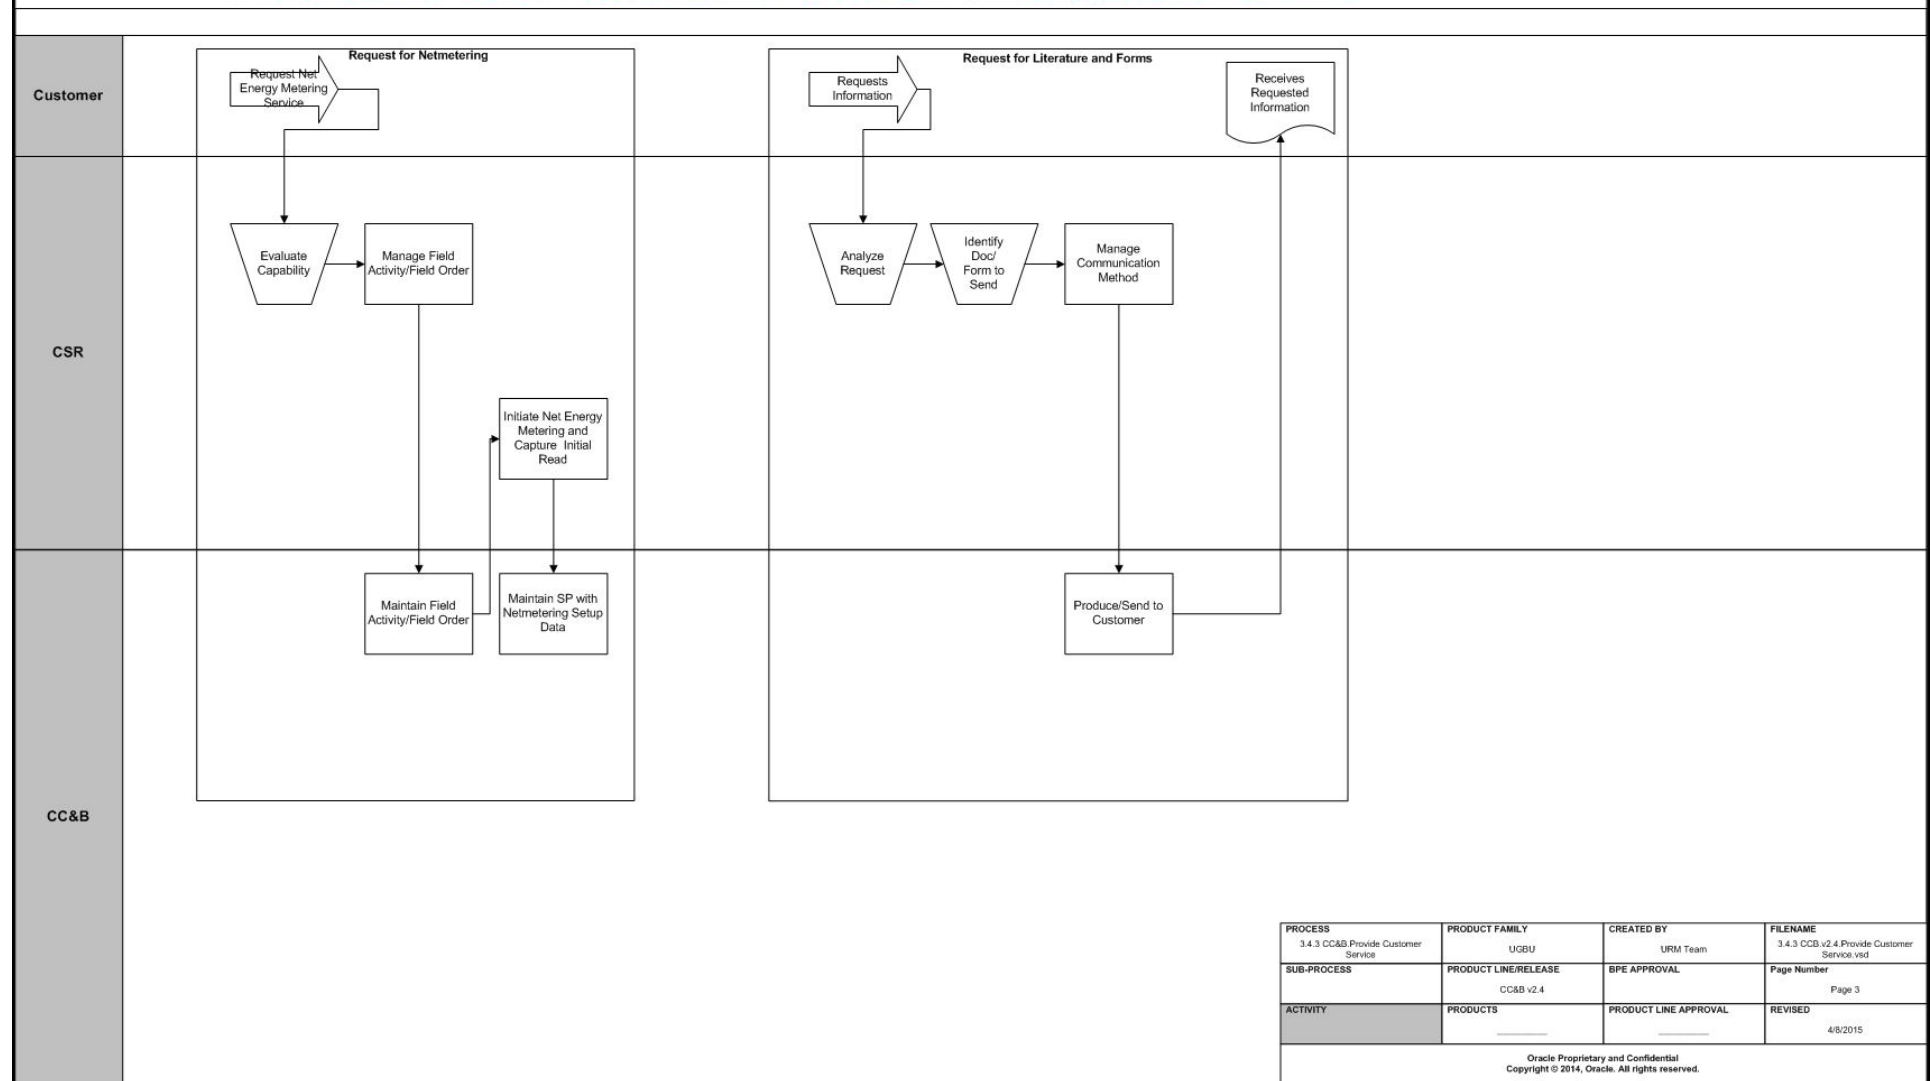 Request for Netmetering
Request for Literature and Forms
Customer
Request Net
Energy Metering
Service
Requests
Information
Receives
Requested
Information
CSR
Evaluate
Capability
Manage Field
Activity/Field Order
Analyze
Request
Identify
Doc/
Form to
Send
Manage
Communication
Method
Initiate Net Energy
Metering and
Capture Initial
Read
CC&B
Maintain Field
Activity/Field Order
Maintain SP with
Netmetering Setup
Data
Produce/Send to
Customer
PROCESS
3.4.3 CC&B.Provide Customer
Service
PRODUCT FAMILY
UGBU
CREATED BY
URM Team
FILENAME
3.4.3 CCB.v2.4.Provide Customer
Service.vsd
SUB-PROCESS
PRODUCT LINE/RELEASE
CC&B v2.4
BPE APPROVAL
Page Number
Page 3
ACTIVITY
PRODUCTS
PRODUCT LINE APPROVAL
REVISED
4/8/2015
Oracle Proprietary and Confidential
Copyright © 2014, Oracle. All rights reserved.